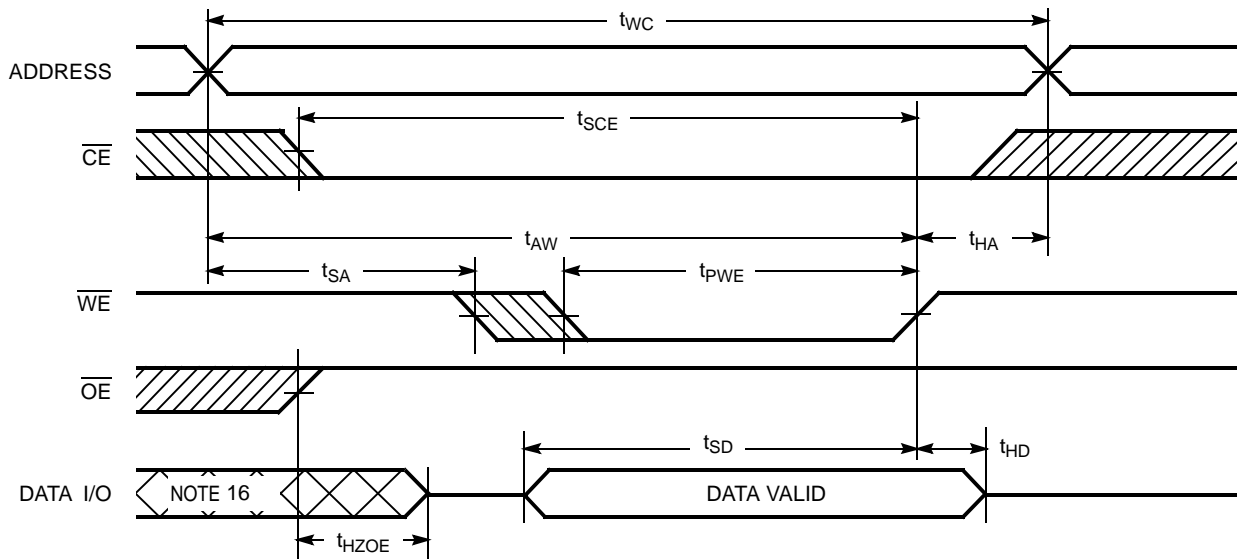 tWC
ADDRESS
tSCE
CE
tAW
tHA
tSA
tPWE
WE
OE
tSD
tHD
DATA I/O
NOTE 16
DATA VALID
tHZOE